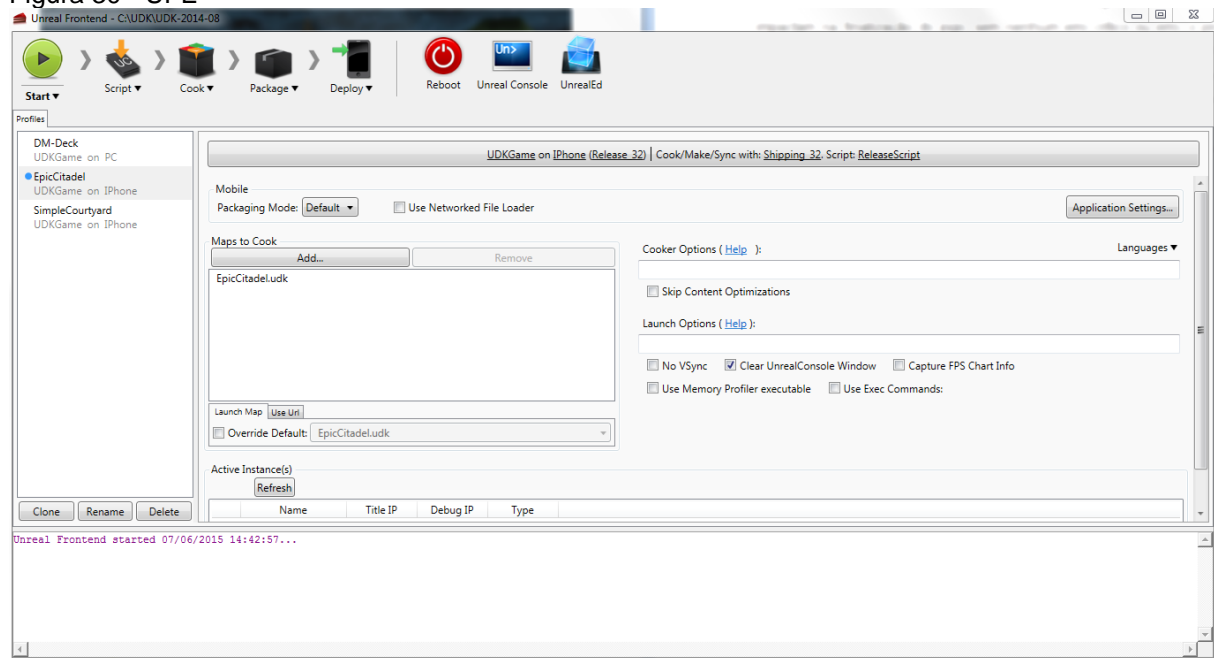 Unreal Frontend - C:\UDK\UDK-2014-08
Start▼ Script ▼ Cook▼ Package ▼ Deploy ▼ Reboot Unreal Console UnrealEd
UC Un>
Profiles
DM-Deck
UDKGame on PC
EpicCitadel
UDKGame on IPhone
SimpleCourtyard
UDKGame on IPhone
Clone Rename Delete
UDKGame on IPhone (Release_32) | Cook/Make/Sync with: Shipping_32. Script: ReleaseScript
Mobile
Packaging Mode: Default ▼ Use Networked File Loader Application Settings...
Maps to Cook
Add... Remove
EpicCitadel.udk
Launch Map Use Url
Override Default: EpicCitadel.udk
Cooker Options ( Help ): Languages ▼
Skip Content Optimizations
Launch Options ( Help ):
No VSync Clear UnrealConsole Window Capture FPS Chart Info
Use Memory Profiler executable Use Exec Commands:
Active Instance(s)
Refresh
Name Title IP Debug IP Type
Unreal Frontend started 07/06/2015 14:42:57...